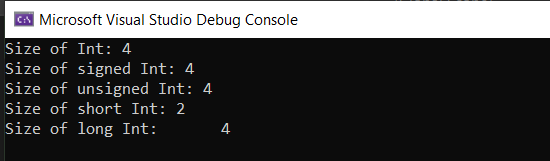 C:\
Microsoft Visual Studio Debug Console
Size of Int: 4
Size of signed Int: 4
Size of unsigned Int: 4
Size of short Int: 2
Size of long Int:       4